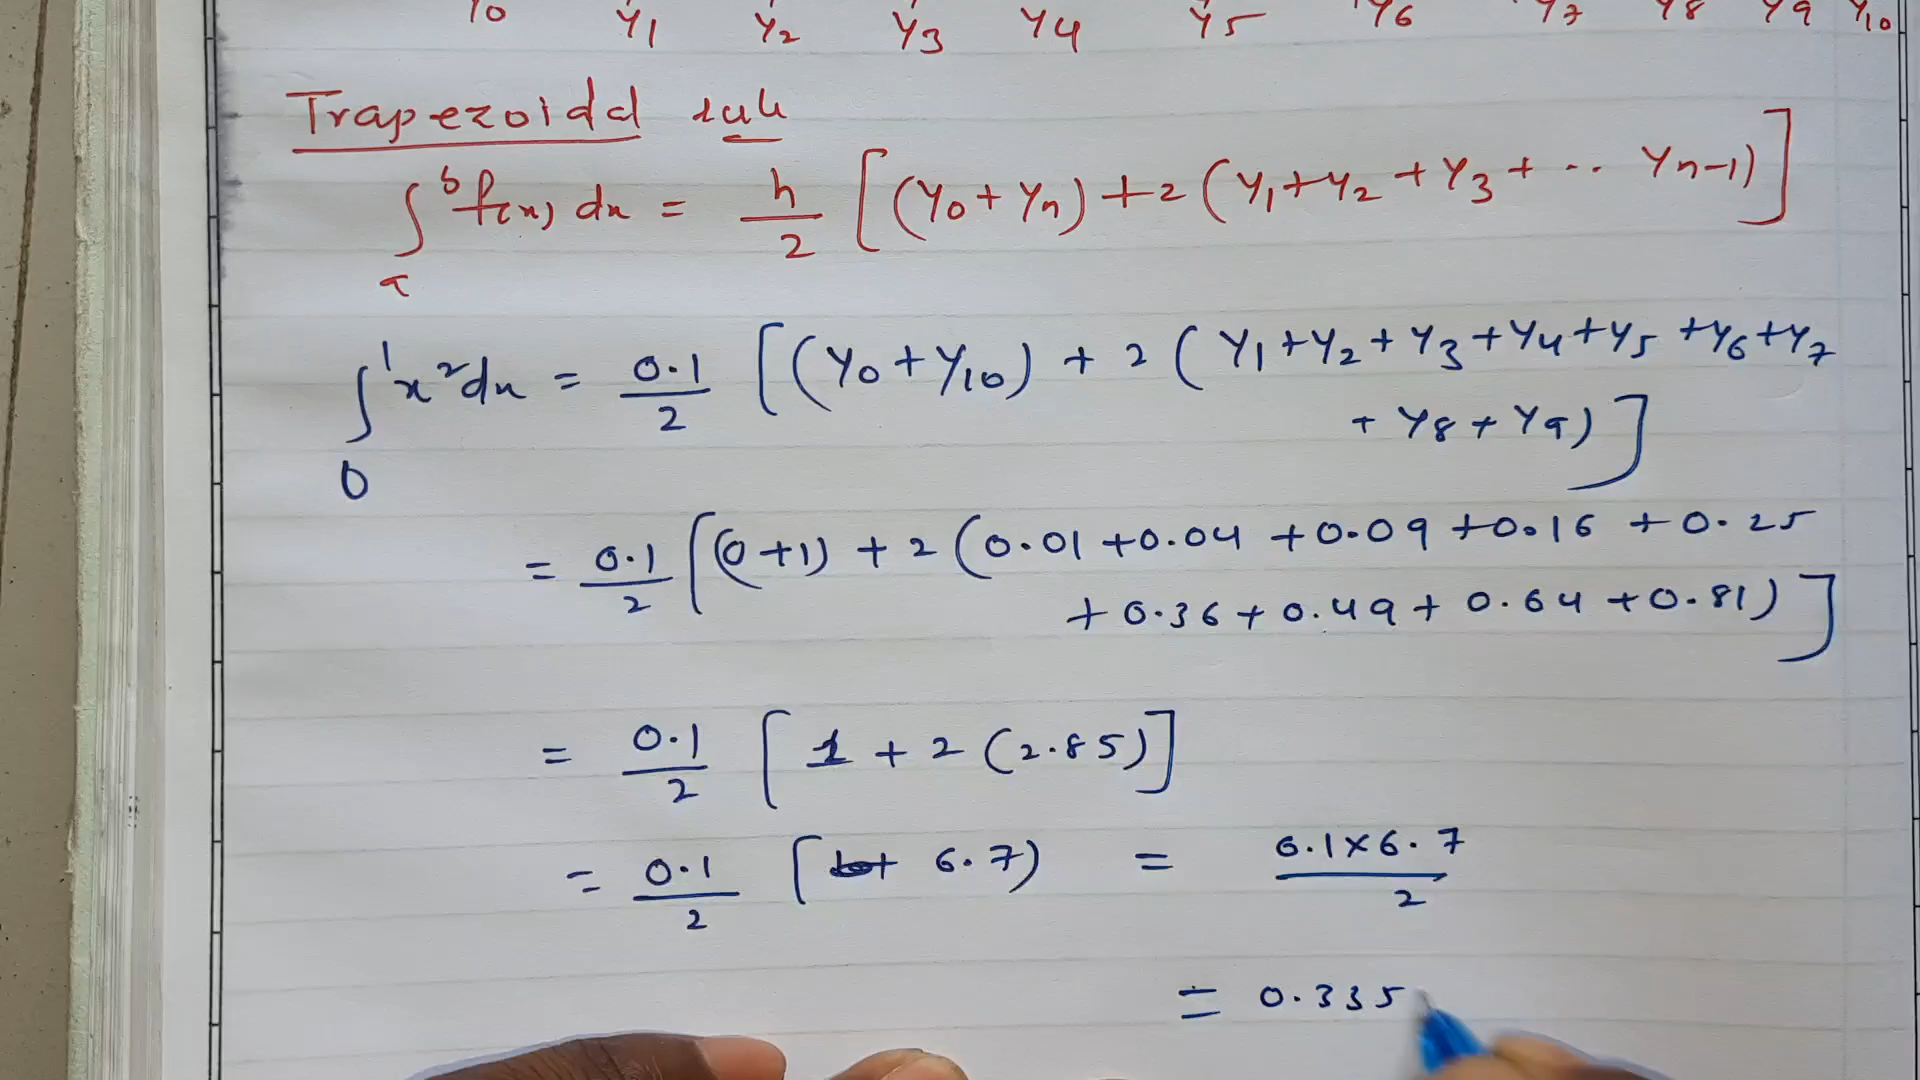 y0 y1 y2 y3 y4 y5 y6 y7 y8 y9 y10
Trapezoidal rule
∫_a^b f(x) dx = h/2 [(y0 + yn) + 2 (y1 + y2 + y3 + .. yn-1)]
∫_0^1 x² dx = 0.1/2 [(y0 + y10) + 2 (y1 + y2 + y3 + y4 + y5 + y6 + y7
+ y8 + y9)]
= 0.1/2 [(0 + 1) + 2 (0.01 + 0.04 + 0.09 + 0.16 + 0.25
+ 0.36 + 0.49 + 0.64 + 0.81)]
= 0.1/2 [1 + 2 (2.85)]
= 0.1/2 [6.7) = 0.1 × 6.7/2
= 0.335